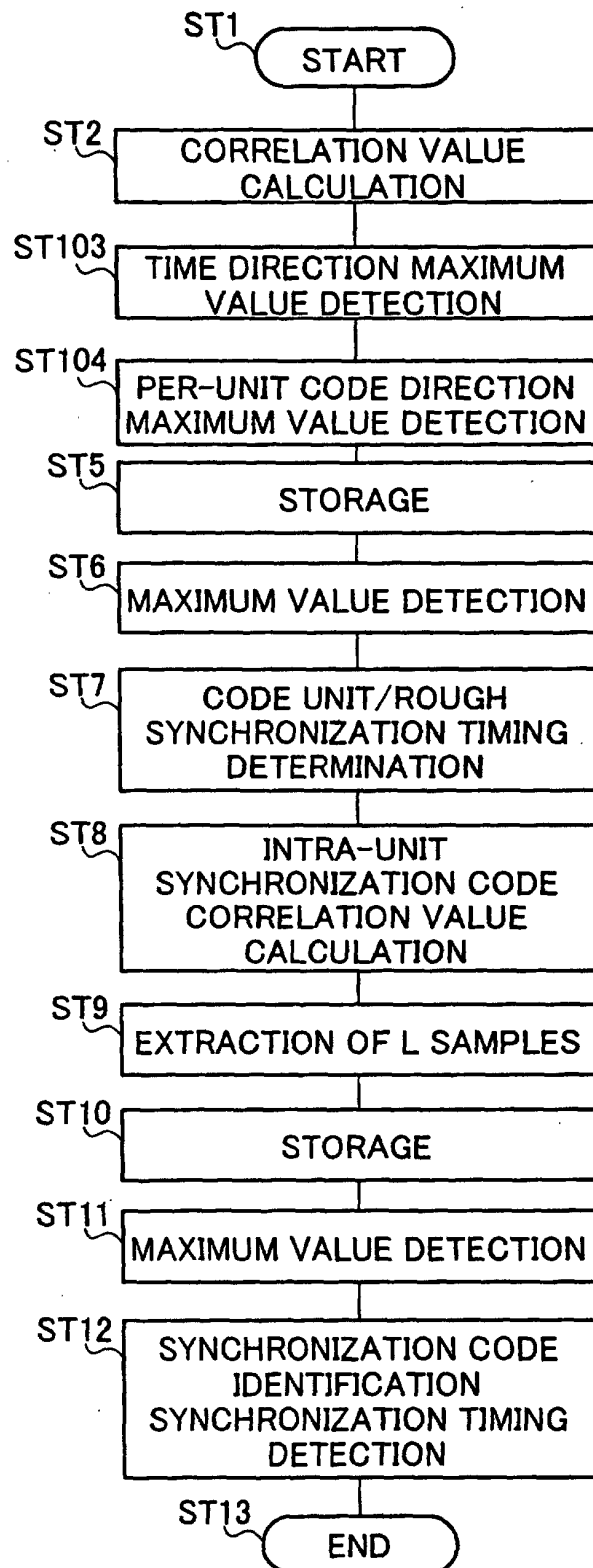 ST1
START
ST2
CORRELATION VALUE
CALCULATION
ST103
TIME DIRECTION MAXIMUM
VALUE DETECTION
ST104
PER-UNIT CODE DIRECTION
MAXIMUM VALUE DETECTION
ST5
STORAGE
ST6
MAXIMUM VALUE DETECTION
ST7
CODE UNIT/ROUGH
SYNCHRONIZATION TIMING
DETERMINATION
ST8
INTRA-UNIT
SYNCHRONIZATION CODE
CORRELATION VALUE
CALCULATION
ST9
EXTRACTION OF L SAMPLES
ST10
STORAGE
ST11
MAXIMUM VALUE DETECTION
ST12
SYNCHRONIZATION CODE
IDENTIFICATION
SYNCHRONIZATION TIMING
DETECTION
ST13
END